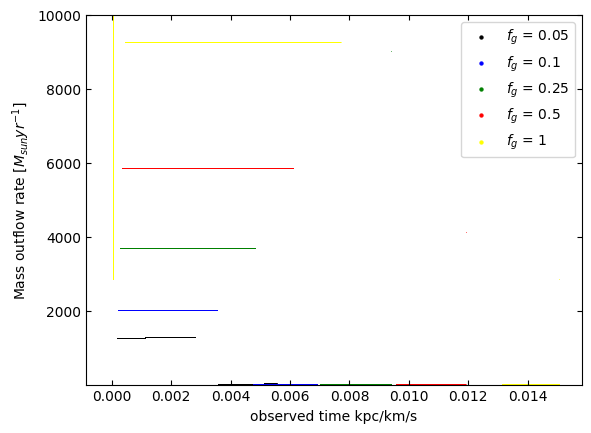 10000
8000
6000
4000
2000
Mass outflow rate [$M_{sun}yr^{-1}$]
$f_g$ = 0.05
$f_g$ = 0.1
$f_g$ = 0.25
$f_g$ = 0.5
$f_g$ = 1
0.000 0.002 0.004 0.006 0.008 0.010 0.012 0.014
observed time kpc/km/s